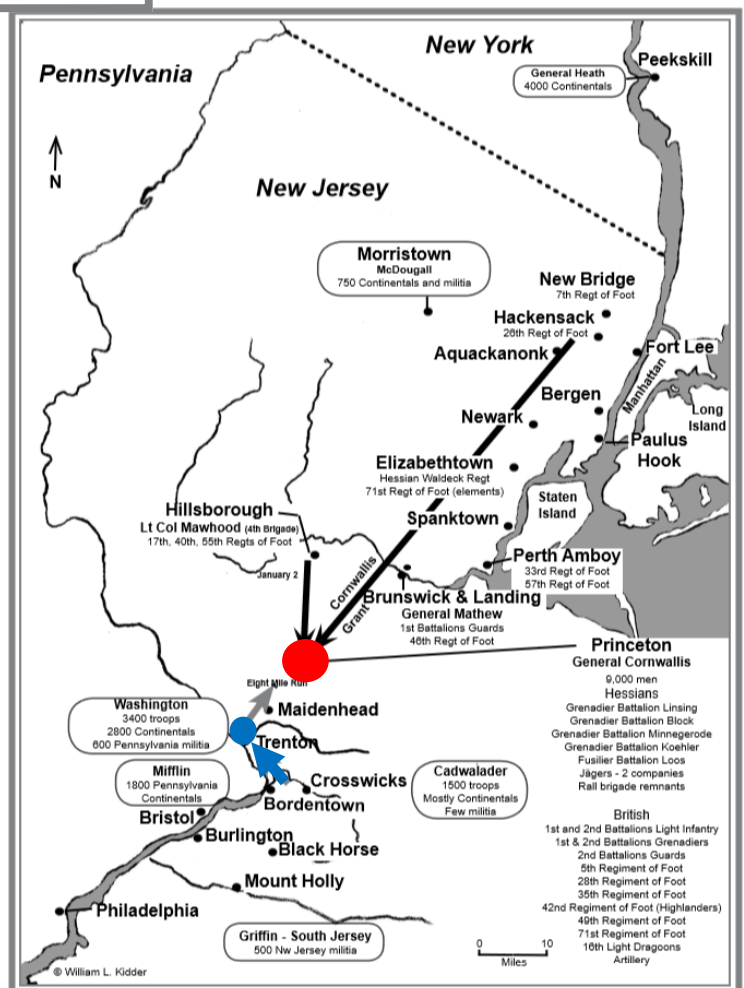 New York
Pennsylvania
Peekskill
General Heath
4000 Continentals
N
New Jersey
Morristown
McDougall
750 Continentals and militia
New Bridge
7th Regt of Foot
Hackensack
26th Regt of Foot
Aquackanonk
Fort Lee
Manhattan
Bergen
Long
Island
Newark
Paulus
Hook
Elizabethtown
Hessian Waldeck Regt
71st Regt of Foot (elements)
Staten
Island
Hillsborough
Lt Col Mawhood (4th Brigade)
17th, 40th, 55th Regts of Foot
Spanktown
January 2
Cornwallis
Grant
Perth Amboy
33rd Regt of Foot
57th Regt of Foot
Brunswick & Landing
General Mathew
1st Battalions Guards
46th Regt of Foot
Princeton
General Cornwallis
9,000 men
Hessians
Grenadier Battalion Linsing
Grenadier Battalion Block
Grenadier Battalion Minnegerode
Grenadier Battalion Koehler
Fusilier Battalion Loos
Jägers - 2 companies
Rall brigade remnants
British
1st and 2nd Battalions Light Infantry
1st & 2nd Battalions Grenadiers
2nd Battalions Guards
5th Regiment of Foot
28th Regiment of Foot
35th Regiment of Foot
42nd Regiment of Foot (Highlanders)
49th Regiment of Foot
71st Regiment of Foot
16th Light Dragoons
Artillery
Eight Mile Run
Washington
3400 troops
2800 Continentals
600 Pennsylvania militia
Maidenhead
Trenton
Mifflin
1800 Pennsylvania
Continentals
Crosswicks
Cadwalader
1500 troops
Mostly Continentals
Few militia
Bordentown
Bristol
Burlington
Black Horse
Mount Holly
Philadelphia
Griffin - South Jersey
500 Nw Jersey militia
0 10
Miles
© William L. Kidder